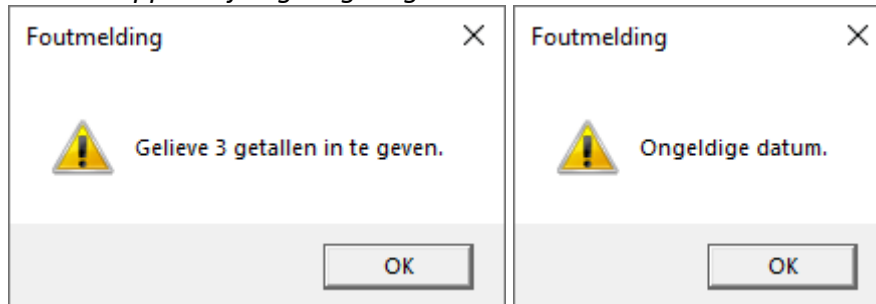 Foutmelding
Foutmelding
Gelieve 3 getallen in te geven.
Ongeldige datum.
OK
OK